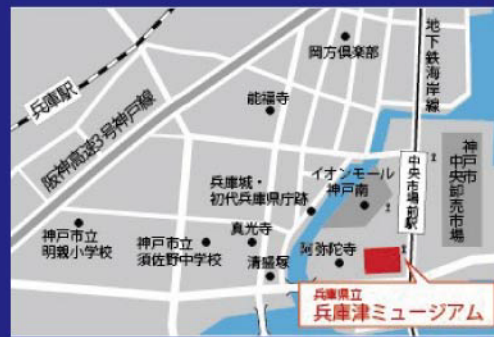 岡方倶楽部
地下鉄海岸線
兵庫駅
能福寺
阪神高速3号神戸線
兵庫城・
初代兵庫県庁跡
イオンモール
神戸南
中央市場前駅
神戸市
中央卸売市場
神戸市立
明親小学校
神戸市立
須佐野中学校
真光寺
清盛塚
阿弥陀寺
兵庫県立
兵庫津ミュージアム